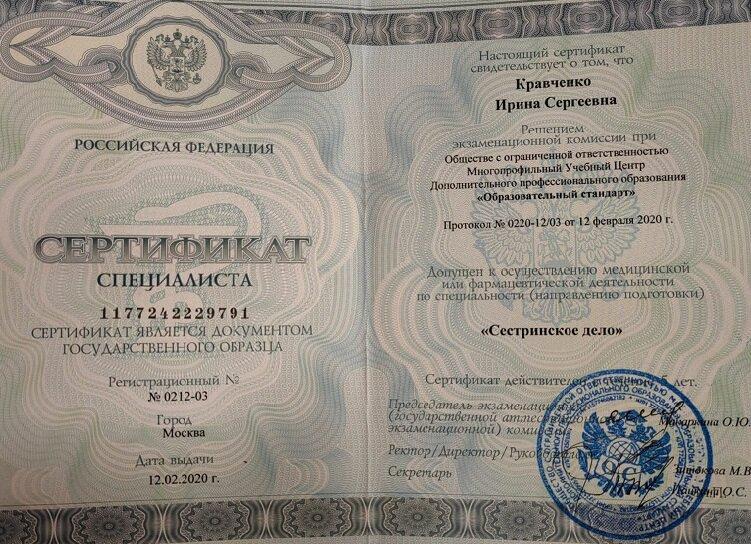 РОССИЙСКАЯ ФЕДЕРАЦИЯ
СЕРТИФИКАТ
СПЕЦИАЛИСТА
1177242229791
СЕРТИФИКАТ ЯВЛЯЕТСЯ ДОКУМЕНТОМ
ГОСУДАРСТВЕННОГО ОБРАЗЦА
Регистрационный №
№ 0212-03
Город
Москва
Дата выдачи
12.02.2020 г.
Настоящий сертификат
свидетельствует о том, что
Кравченко
Ирина Сергеевна
Решением
экзаменационной комиссии при
Обществе с ограниченной ответственностью
Многопрофильный Учебный Центр
Дополнительного профессионального образования
«Образовательный стандарт»
Протокол № 0220-12/03 от 12 февраля 2020 г.
Допущен к осуществлению медицинской
или фармацевтической деятельности
по специальности (направлению подготовки)
«Сестринское дело»
Сертификат действителен 5 лет.
Председатель экзаменационной
(государственной аттестационной
экзаменационной) комиссии
О.Ю.
Ректор/Директор/Руководитель
М.В.
Секретарь
О.С.